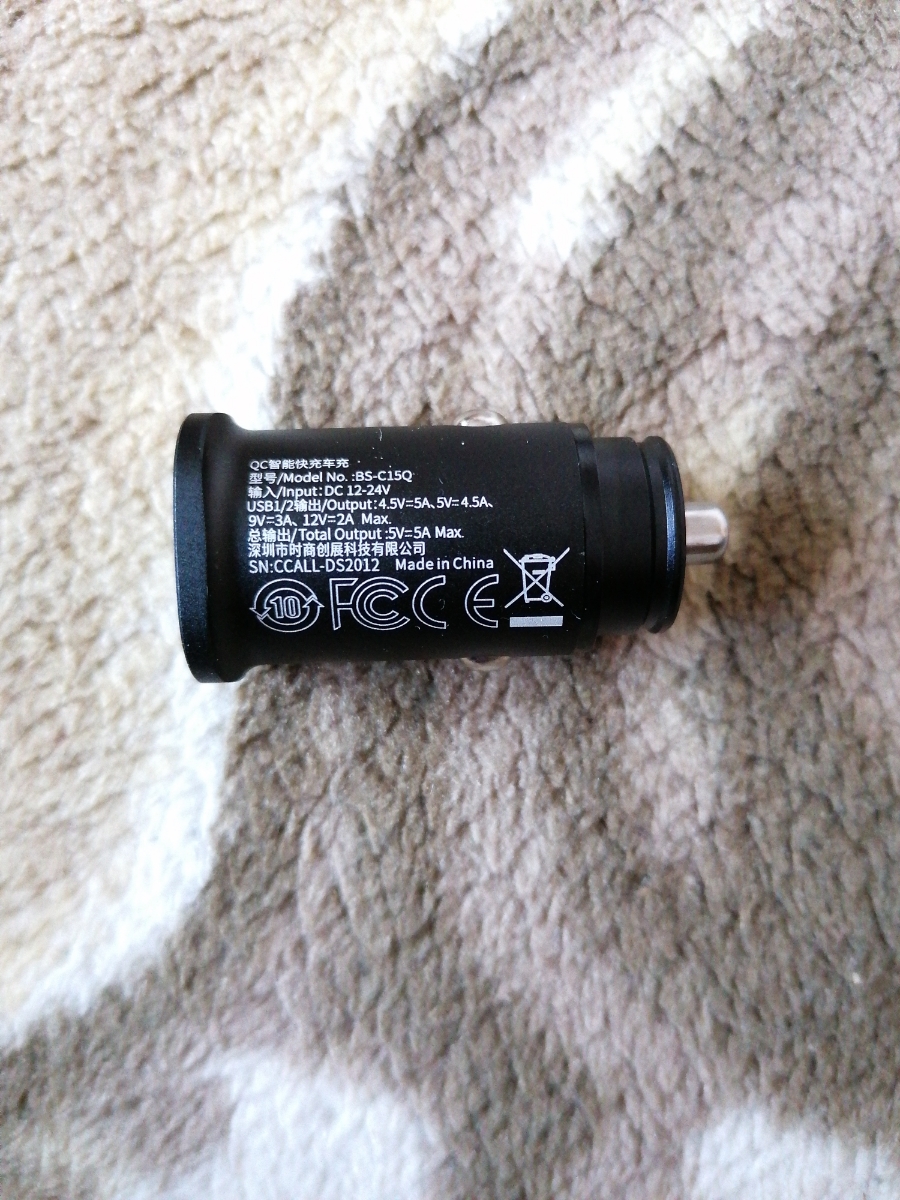 QC智能快充车充
型号/Model No. :BS-C15Q
输入/Input: DC 12-24V
USB1/2输出/Output: 4.5V=5A、5V=4.5A、
9V=3A、12V=2A Max.
总输出/Total Output :5V=5A Max.
深圳市时商创展科技有限公司
SN:CCALL-DS2012 Made in China
10 FCC CE